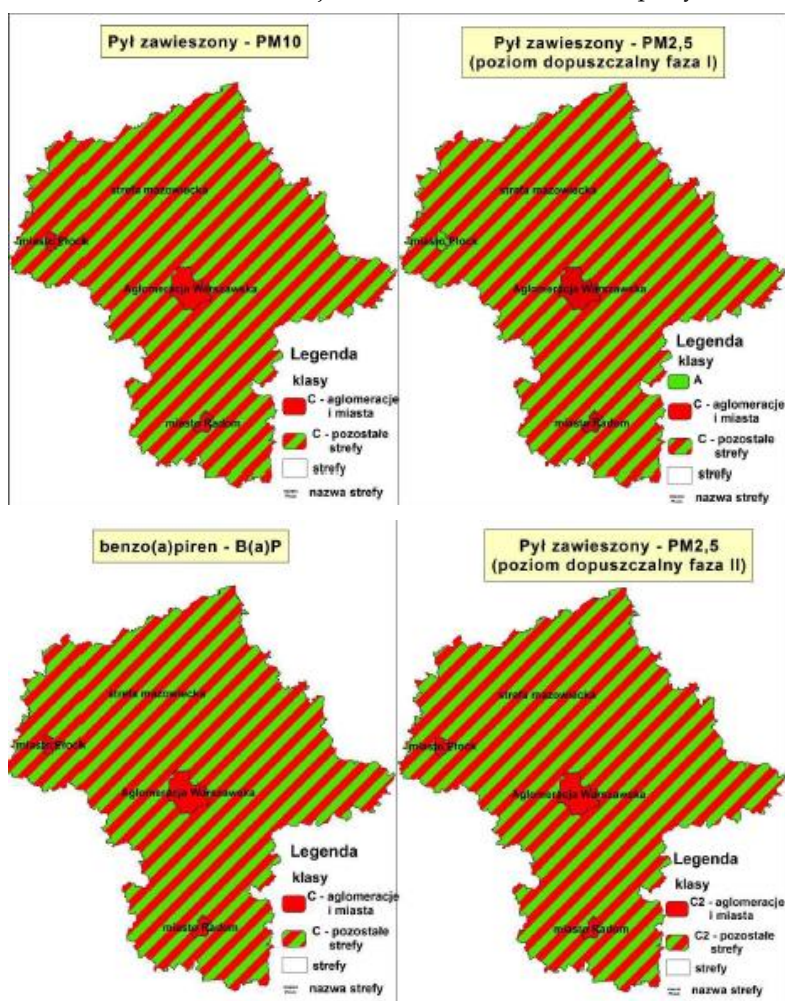 Pył zawieszony - PM10
strefa mazowiecka
miasto Płock
Aglomeracja Warszawska
miasto Radom
Legenda
klasy
C - aglomeracje
i miasta
C - pozostałe
strefy
strefy
nazwa strefy
Pył zawieszony - PM2,5
(poziom dopuszczalny faza I)
strefa mazowiecka
miasto Płock
Aglomeracja Warszawska
miasto Radom
Legenda
klasy
A
C - aglomeracje
i miasta
C - pozostałe
strefy
strefy
nazwa strefy
benzo(a)piren - B(a)P
strefa mazowiecka
miasto Płock
Aglomeracja Warszawska
miasto Radom
Legenda
klasy
C - aglomeracje
i miasta
C - pozostałe
strefy
strefy
nazwa strefy
Pył zawieszony - PM2,5
(poziom dopuszczalny faza II)
strefa mazowiecka
miasto Płock
Aglomeracja Warszawska
miasto Radom
Legenda
klasy
C2 - aglomeracje
i miasta
C2 - pozostałe
strefy
strefy
nazwa strefy